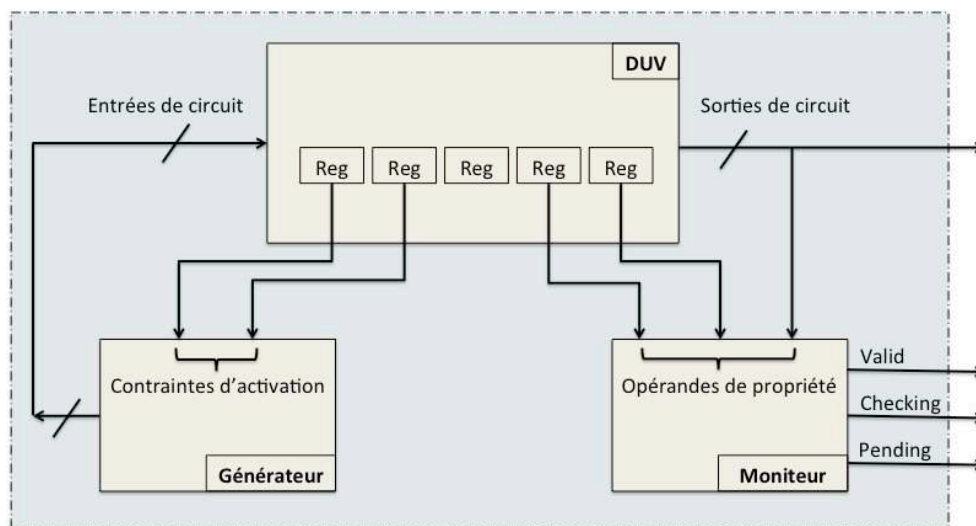 DUV
Entrées de circuit
Sorties de circuit
Reg
Reg
Reg
Reg
Reg
Contraintes d'activation
Opérandes de propriété
Valid
Checking
Pending
Générateur
Moniteur